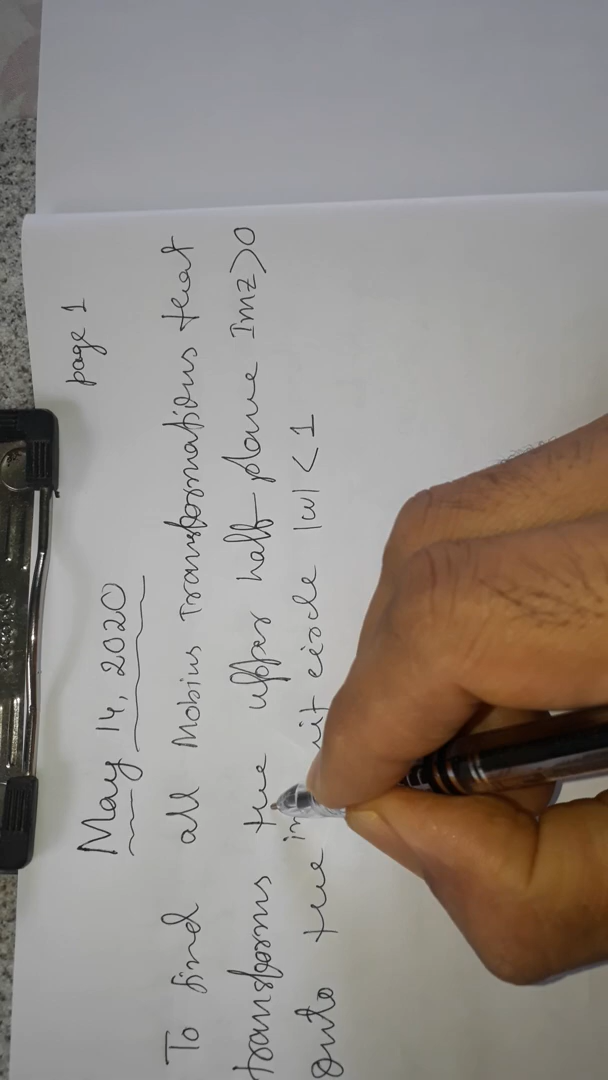 May 14, 2020
page 1
To find all Mobius Transformations that
transforms the upper half plane Imz>0
onto the circle |w|<1